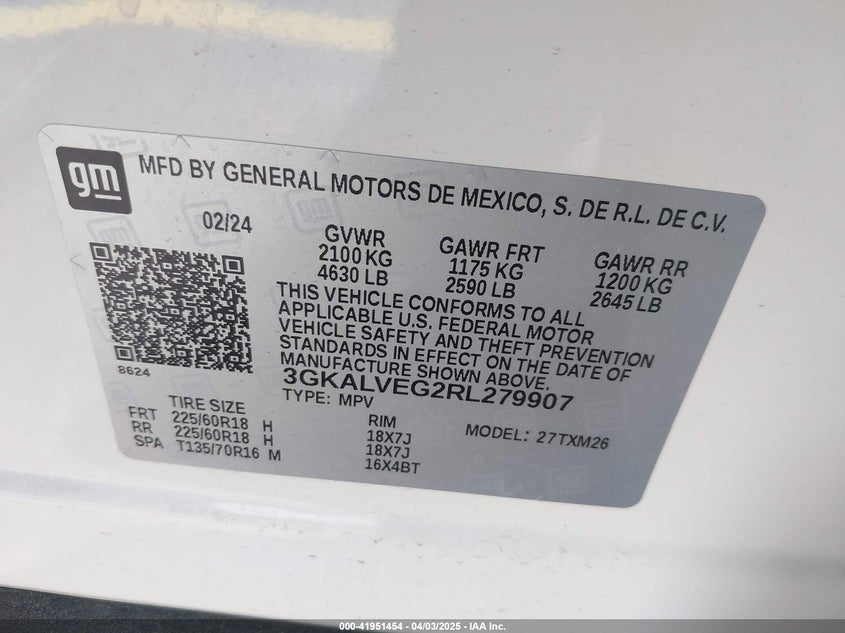 gm
MFD BY GENERAL MOTORS DE MEXICO, S. DE R.L. DE C.V.
02/24
GVWR
2100 KG
4630 LB
GAWR FRT
1175 KG
2590 LB
GAWR RR
1200 KG
2645 LB
THIS VEHICLE CONFORMS TO ALL
APPLICABLE U.S. FEDERAL MOTOR
VEHICLE SAFETY AND THEFT PREVENTION
STANDARDS IN EFFECT ON THE DATE OF
MANUFACTURE SHOWN ABOVE.
3GKALVEG2RL279907
TYPE: MPV
8624
TIRE SIZE
FRT 225/60R18 H
RR 225/60R18 H
SPA T135/70R16 M
RIM
18X7J
18X7J
16X4BT
MODEL: 27TXM26
000-41951454 - 04/03/2025 - IAA Inc.